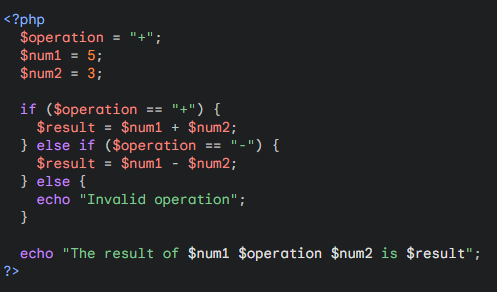 <?php
  $operation = "+";
  $num1 = 5;
  $num2 = 3;

  if ($operation == "+") {
    $result = $num1 + $num2;
  } else if ($operation == "-") {
    $result = $num1 - $num2;
  } else {
    echo "Invalid operation";
  }

  echo "The result of $num1 $operation $num2 is $result";
?>